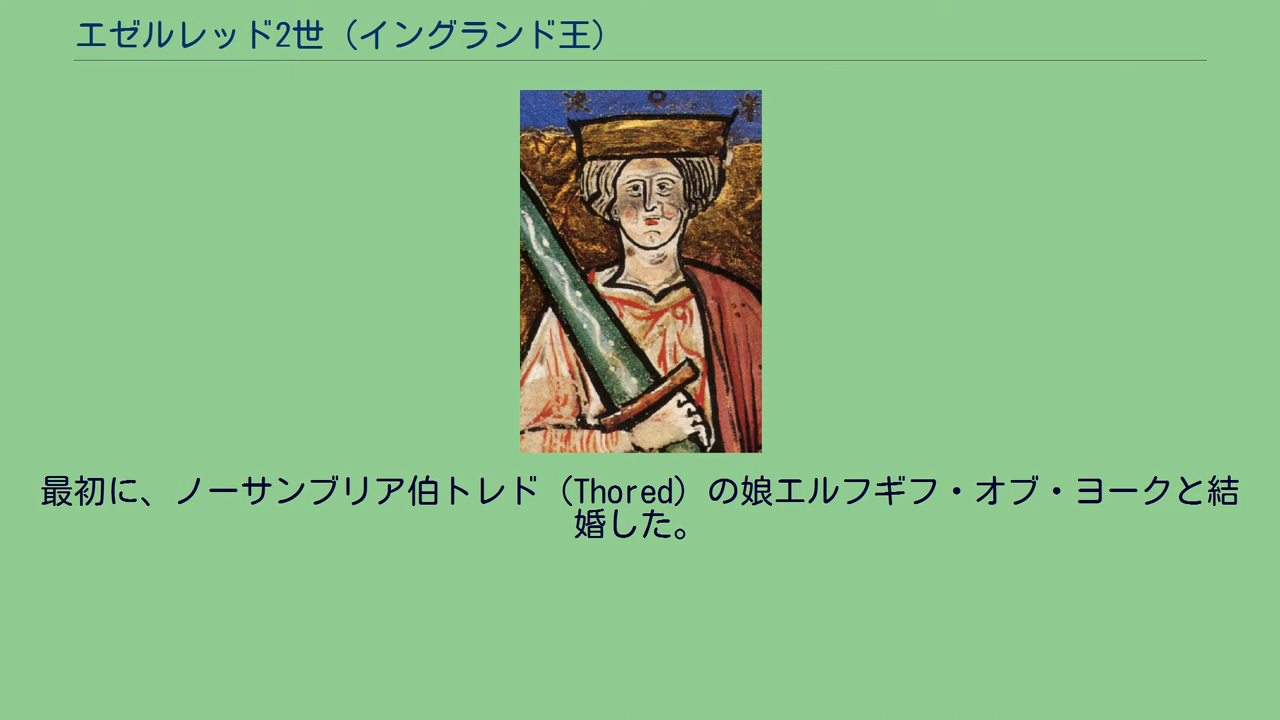 エゼルレッド2世（イングランド王）
最初に、ノーサンブリア伯トレド（Thored）の娘エルフギフ・オブ・ヨークと結
婚した。